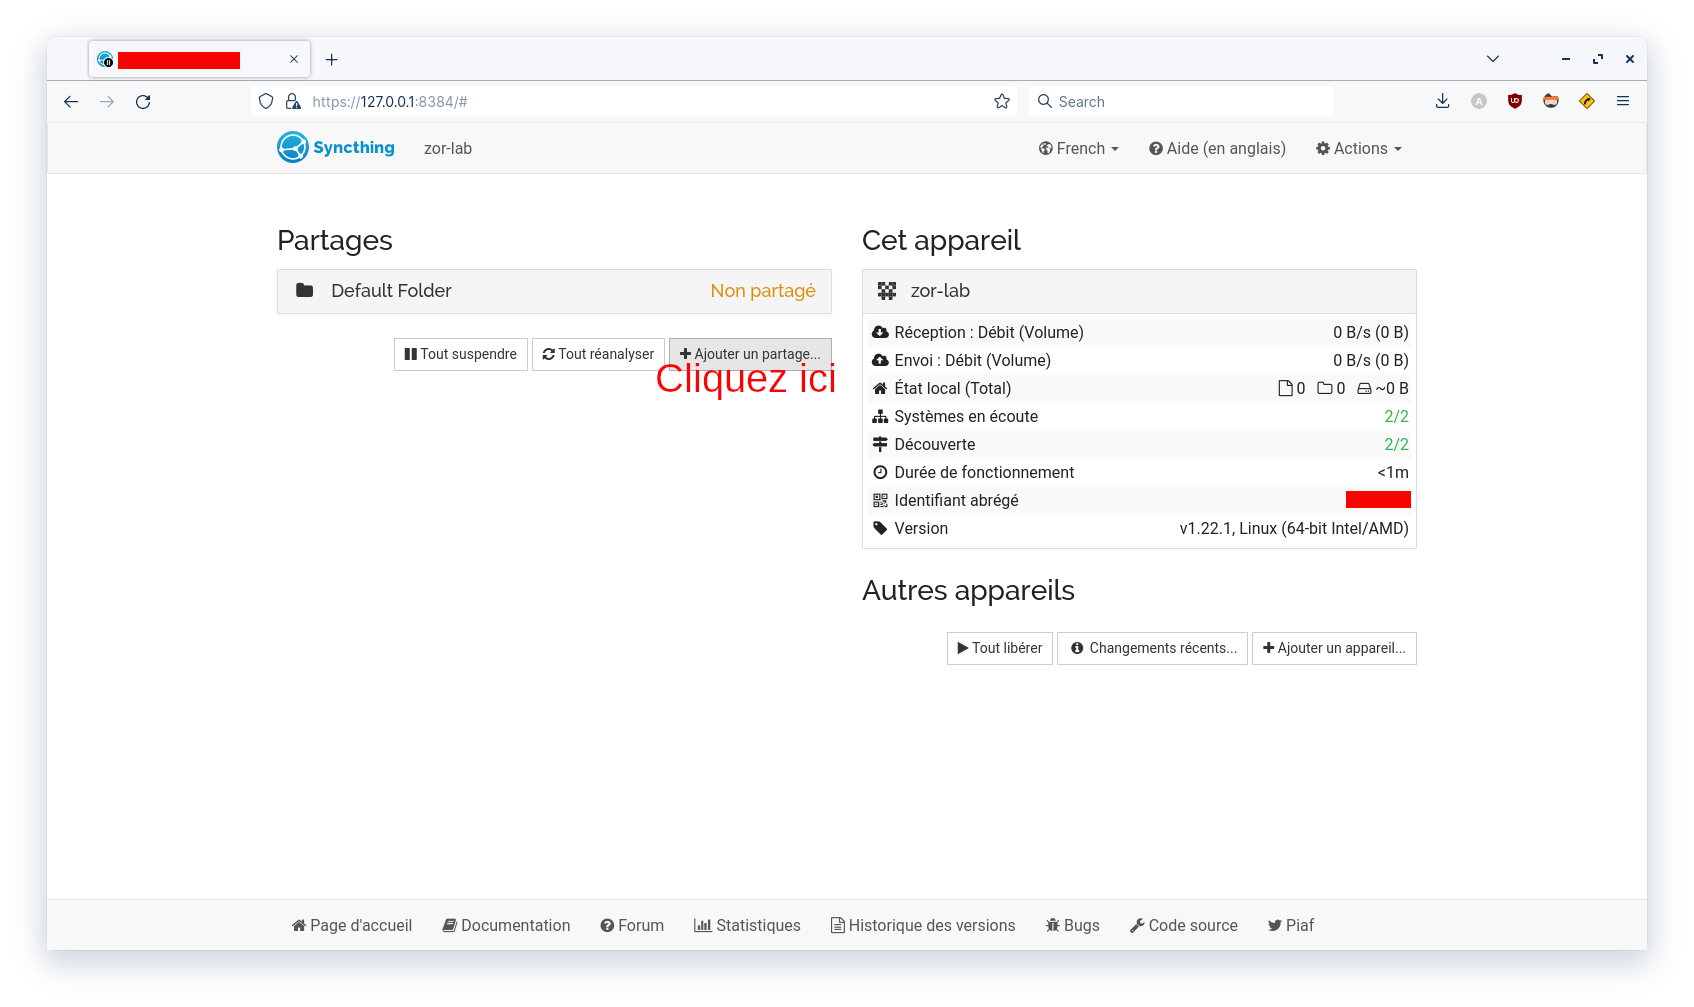 https://127.0.0.1:8384/#
Search
Syncthing
zor-lab
French
Aide (en anglais)
Actions
Partages
Default Folder
Non partagé
Tout suspendre
Tout réanalyser
Ajouter un partage...
Cliquez ici
Cet appareil
zor-lab
Réception : Débit (Volume) 0 B/s (0 B)
Envoi : Débit (Volume) 0 B/s (0 B)
État local (Total) 0 0 ~0 B
Systèmes en écoute 2/2
Découverte 2/2
Durée de fonctionnement <1m
Identifiant abrégé
Version v1.22.1, Linux (64-bit Intel/AMD)
Autres appareils
Tout libérer
Changements récents...
Ajouter un appareil...
Page d'accueil
Documentation
Forum
Statistiques
Historique des versions
Bugs
Code source
Piaf